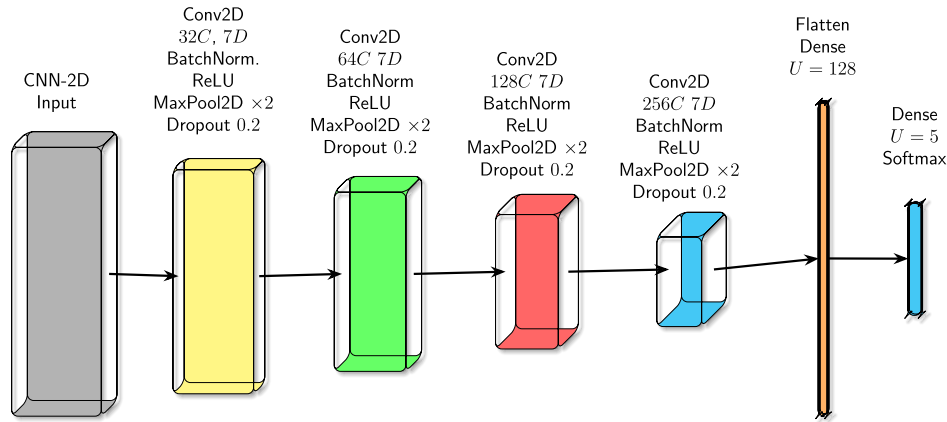 CNN-2D
Input
Conv2D
32C, 7D
BatchNorm.
ReLU
MaxPool2D ×2
Dropout 0.2
Conv2D
64C 7D
BatchNorm
ReLU
MaxPool2D ×2
Dropout 0.2
Conv2D
128C 7D
BatchNorm
ReLU
MaxPool2D ×2
Dropout 0.2
Conv2D
256C 7D
BatchNorm
ReLU
MaxPool2D ×2
Dropout 0.2
Flatten
Dense
U = 128
Dense
U = 5
Softmax